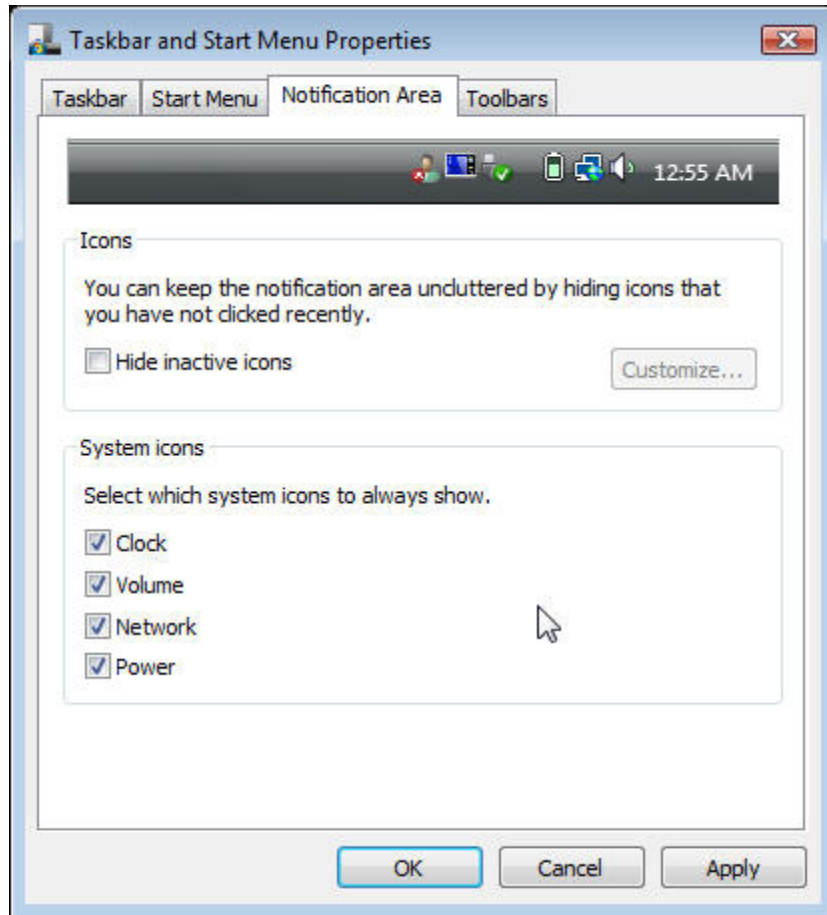 Taskbar and Start Menu Properties
Taskbar
Start Menu
Notification Area
Toolbars
12:55 AM
Icons
You can keep the notification area uncluttered by hiding icons that
you have not clicked recently.
Hide inactive icons
Customize...
System icons
Select which system icons to always show.
Clock
Volume
Network
Power
OK
Cancel
Apply